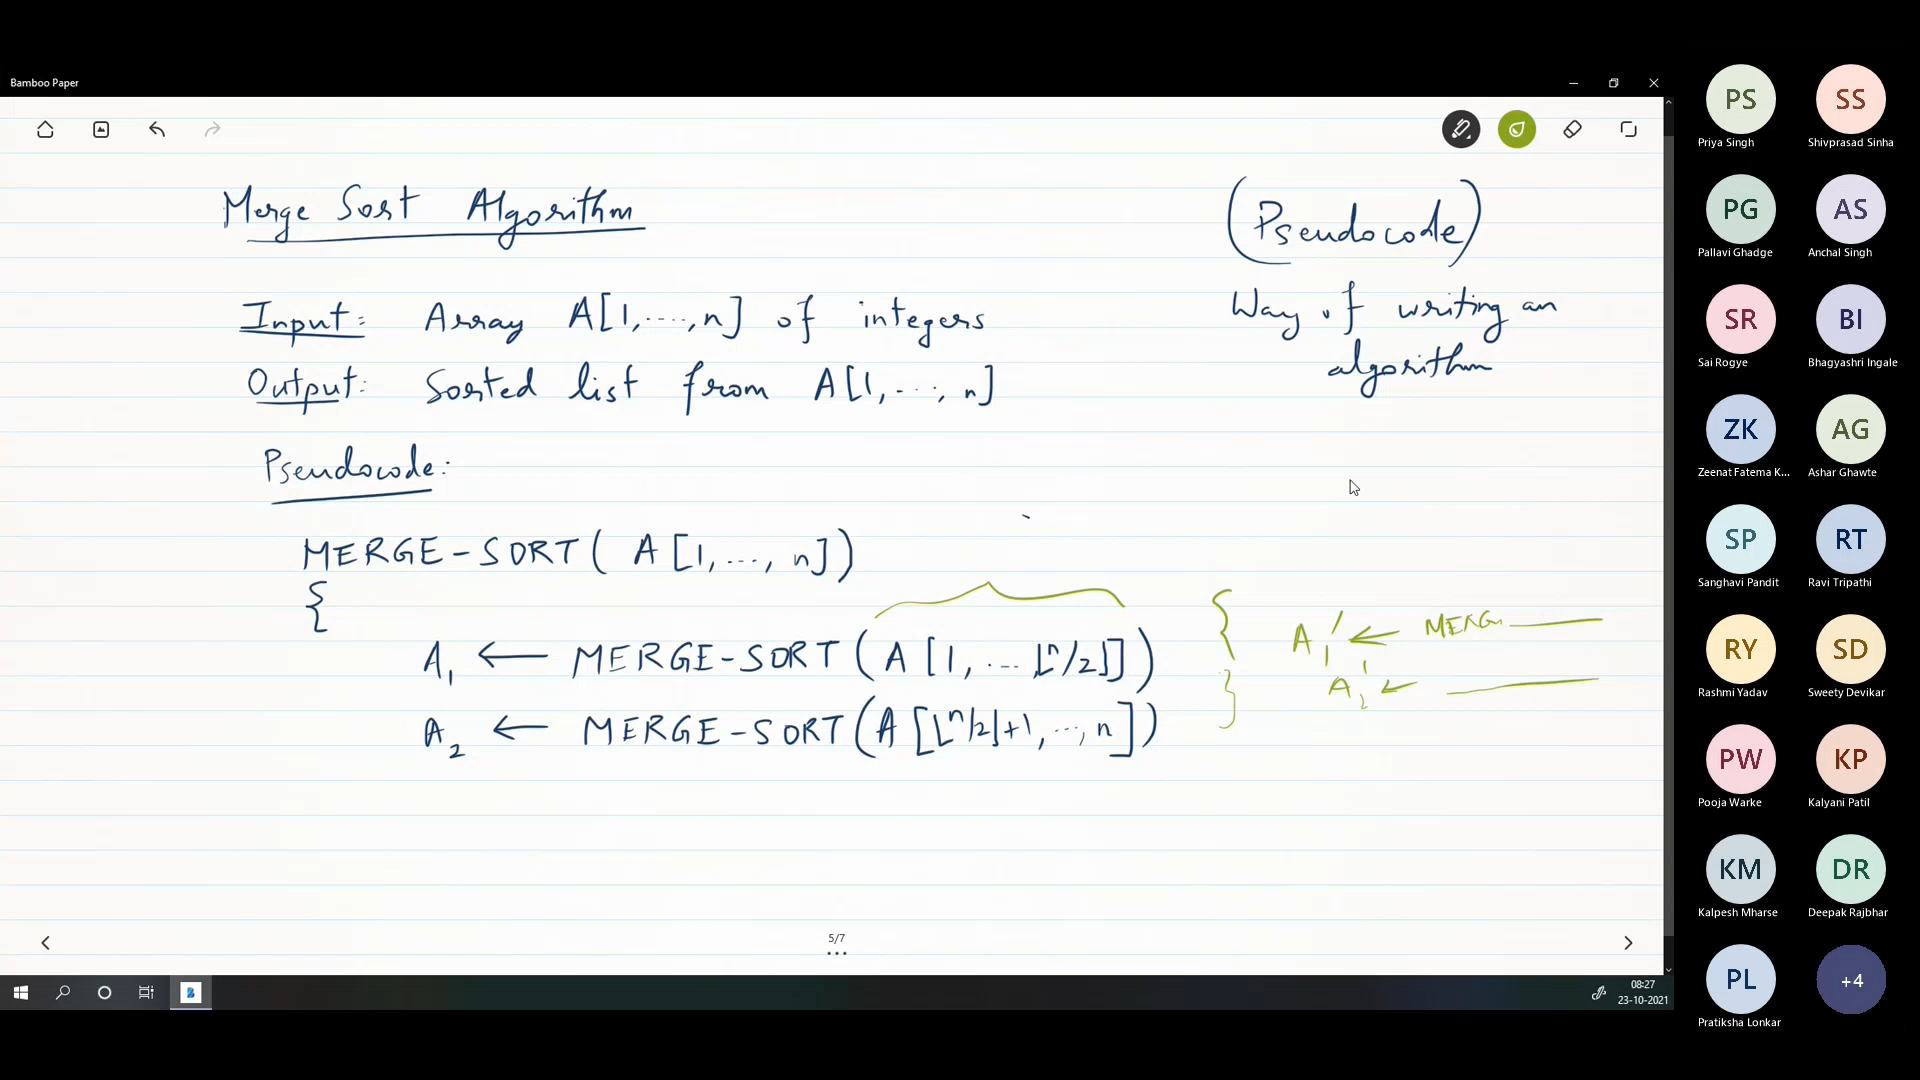 Bamboo Paper
Merge Sort Algorithm
(Pseudocode)
Way of writing an
algorithm
Input: Array A[1,....,n] of integers
Output: Sorted list from A[1,...,n]
Pseudocode:
MERGE-SORT( A[1,..., n])
{
A₁ ← MERGE-SORT(A[1,....⌊n/2⌋])
A₂ ← MERGE-SORT(A[⌊n/2⌋+1,...,n])
{
A₁' ← MERG
A₂' ←
}
5/7
08:27
23-10-2021
PS
SS
Priya Singh
Shivprasad Sinha
PG
AS
Pallavi Ghadge
Anchal Singh
SR
BI
Sai Rogye
Bhagyashri Ingale
ZK
AG
Zeenat Fatema K...
Ashar Ghawte
SP
RT
Sanghavi Pandit
Ravi Tripathi
RY
SD
Rashmi Yadav
Sweety Devikar
PW
KP
Pooja Warke
Kalyani Patil
KM
DR
Kalpesh Mharse
Deepak Rajbhar
PL
+4
Pratiksha Lonkar